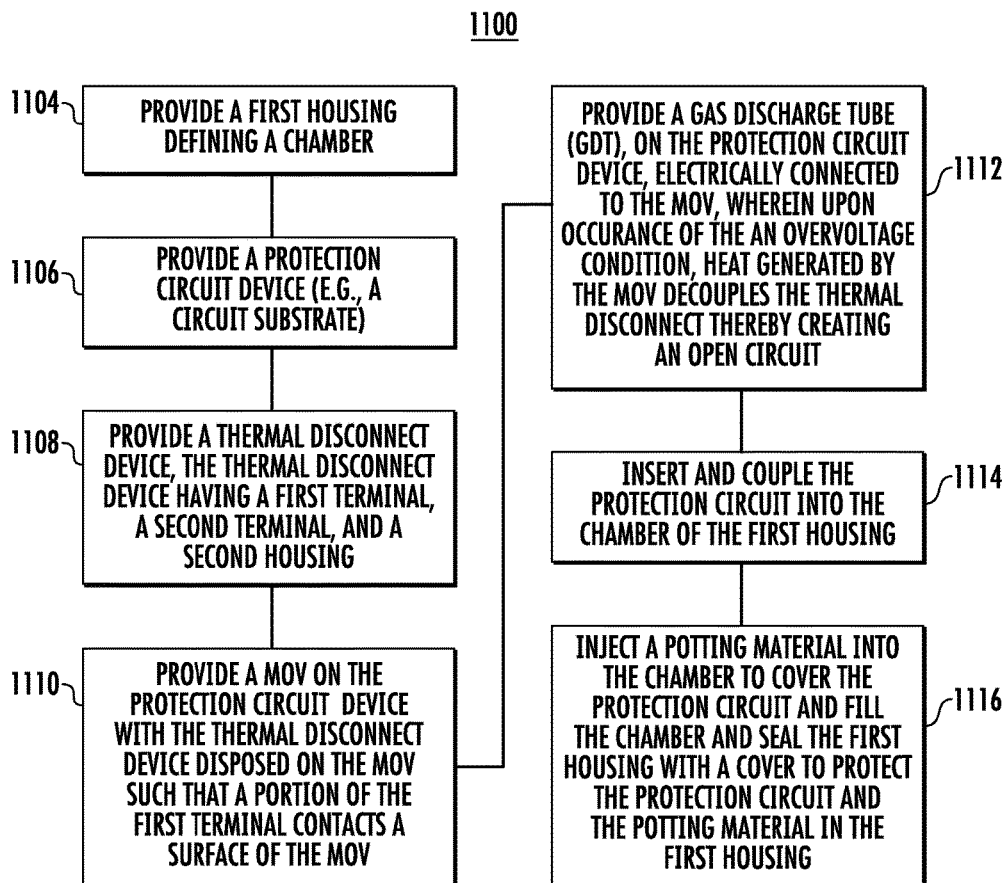 1100
1104
PROVIDE A FIRST HOUSING
DEFINING A CHAMBER
1106
PROVIDE A PROTECTION
CIRCUIT DEVICE (E.G., A
CIRCUIT SUBSTRATE)
1108
PROVIDE A THERMAL DISCONNECT
DEVICE, THE THERMAL DISCONNECT
DEVICE HAVING A FIRST TERMINAL,
A SECOND TERMINAL, AND A
SECOND HOUSING
1110
PROVIDE A MOV ON THE
PROTECTION CIRCUIT DEVICE
WITH THE THERMAL DISCONNECT
DEVICE DISPOSED ON THE MOV
SUCH THAT A PORTION OF THE
FIRST TERMINAL CONTACTS A
SURFACE OF THE MOV
PROVIDE A GAS DISCHARGE TUBE
(GDT), ON THE PROTECTION CIRCUIT
DEVICE, ELECTRICALLY CONNECTED
TO THE MOV, WHEREIN UPON
OCCURANCE OF THE AN OVERVOLTAGE
CONDITION, HEAT GENERATED BY
THE MOV DECOUPLES THE THERMAL
DISCONNECT THEREBY CREATING
AN OPEN CIRCUIT
1112
INSERT AND COUPLE THE
PROTECTION CIRCUIT INTO THE
CHAMBER OF THE FIRST HOUSING
1114
INJECT A POTTING MATERIAL INTO
THE CHAMBER TO COVER THE
PROTECTION CIRCUIT AND FILL
THE CHAMBER AND SEAL THE FIRST
HOUSING WITH A COVER TO PROTECT
THE PROTECTION CIRCUIT AND
THE POTTING MATERIAL IN THE
FIRST HOUSING
1116